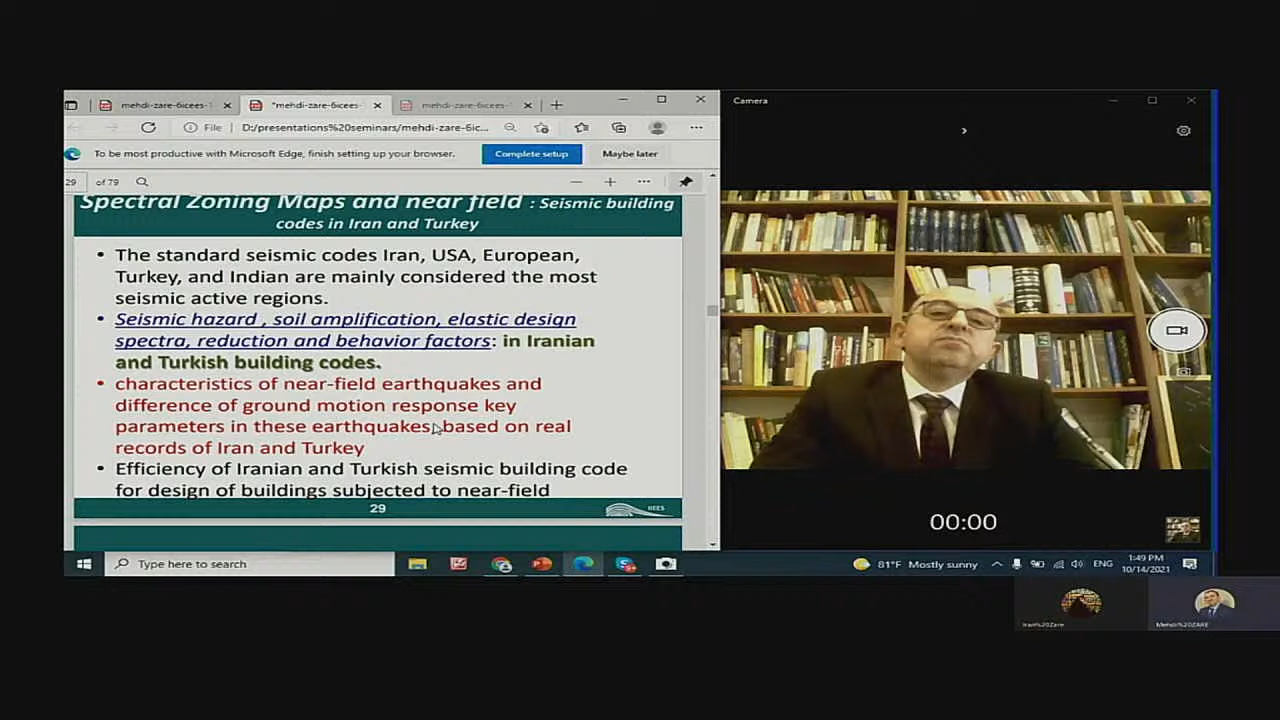 mehdi-zare-6icees-1
"mehdi-zare-6icees-
mehdi-zare-6icees-1
File
D:/presentations%20seminars/mehdi-zare-6ic...
To be most productive with Microsoft Edge, finish setting up your browser.
Complete setup
Maybe later
29 of 79
Spectral Zoning Maps and near field : Seismic building
codes in Iran and Turkey
• The standard seismic codes Iran, USA, European,
Turkey, and Indian are mainly considered the most
seismic active regions.
• Seismic hazard , soil amplification, elastic design
spectra, reduction and behavior factors: in Iranian
and Turkish building codes.
• characteristics of near-field earthquakes and
difference of ground motion response key
parameters in these earthquakes based on real
records of Iran and Turkey
• Efficiency of Iranian and Turkish seismic building code
for design of buildings subjected to near-field
29
IIEES
Type here to search
Camera
00:00
81°F Mostly sunny
ENG
1:49 PM
10/14/2021
Iran%20Zare
Mehdi%20ZARE